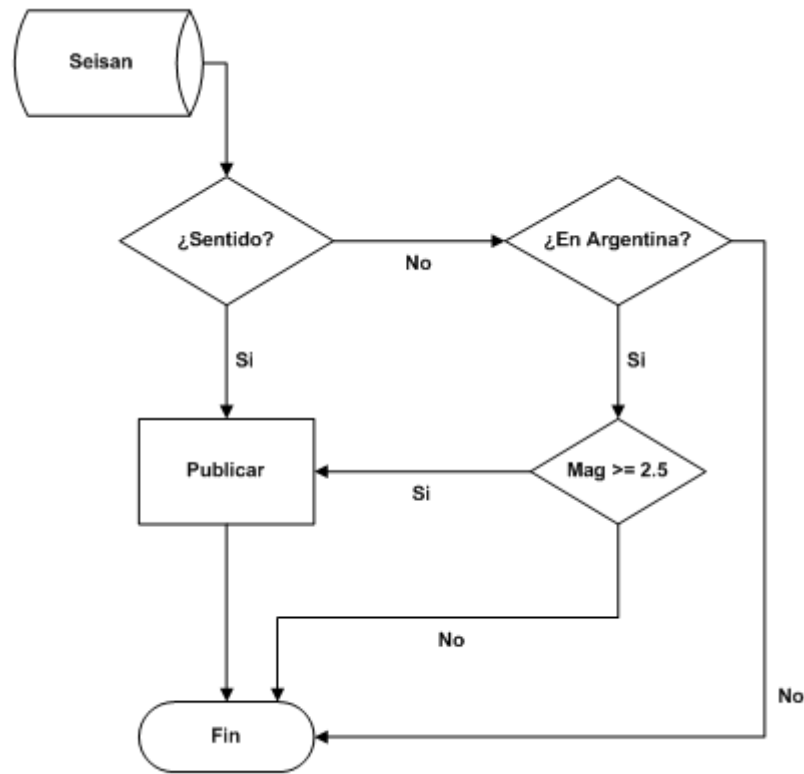 Seisan
¿Sentido?
No
¿En Argentina?
Si
Si
Publicar
Si
Mag >= 2.5
No
No
Fin